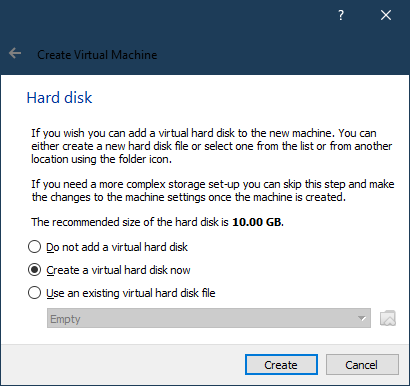 ?
Create Virtual Machine
Hard disk
If you wish you can add a virtual hard disk to the new machine. You can
either create a new hard disk file or select one from the list or from another
location using the folder icon.
If you need a more complex storage set-up you can skip this step and make
the changes to the machine settings once the machine is created.
The recommended size of the hard disk is 10.00 GB.
Do not add a virtual hard disk
Create a virtual hard disk now
Use an existing virtual hard disk file
Empty
Create
Cancel